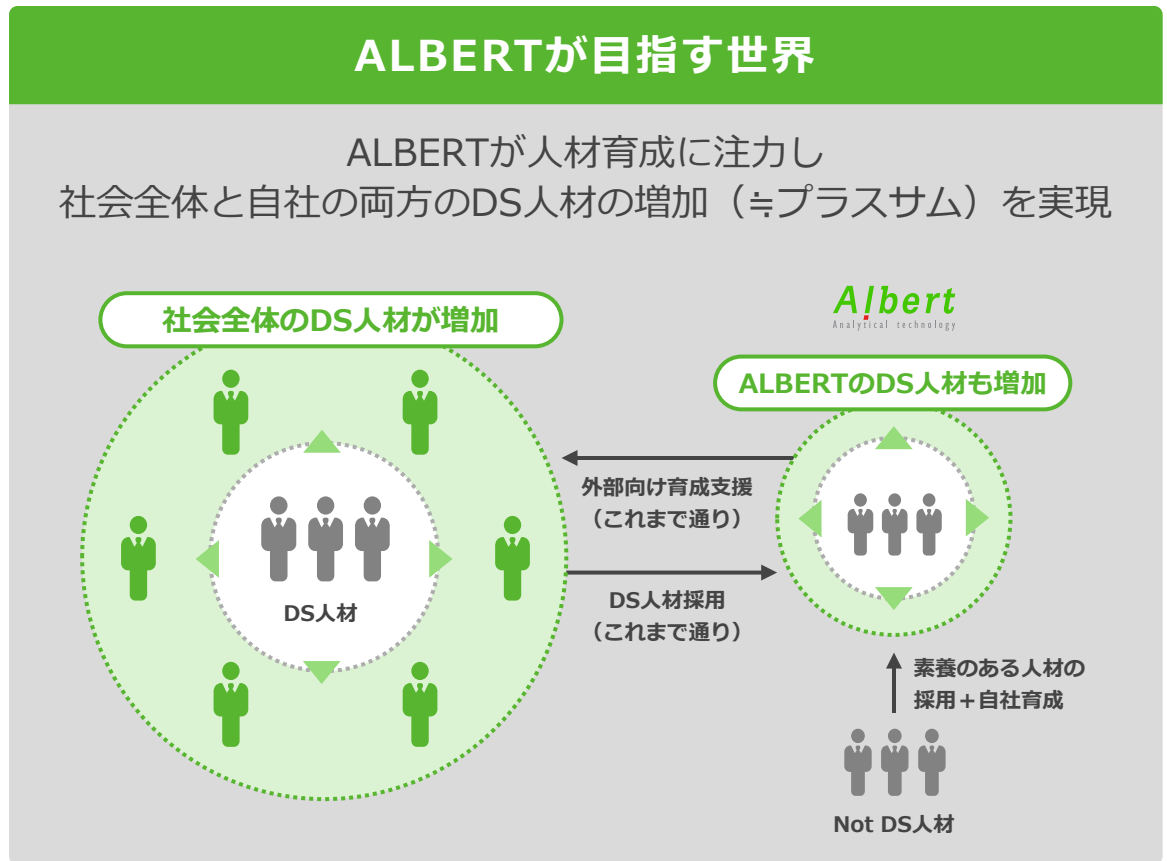 ALBERTが目指す世界
ALBERTが人材育成に注力し
社会全体と自社の両方のDS人材の増加（≒プラスサム）を実現
社会全体のDS人材が増加
Albert
Analytical technology
ALBERTのDS人材も増加
外部向け育成支援
（これまで通り）
DS人材採用
（これまで通り）
DS人材
素養のある人材の
採用＋自社育成
Not DS人材